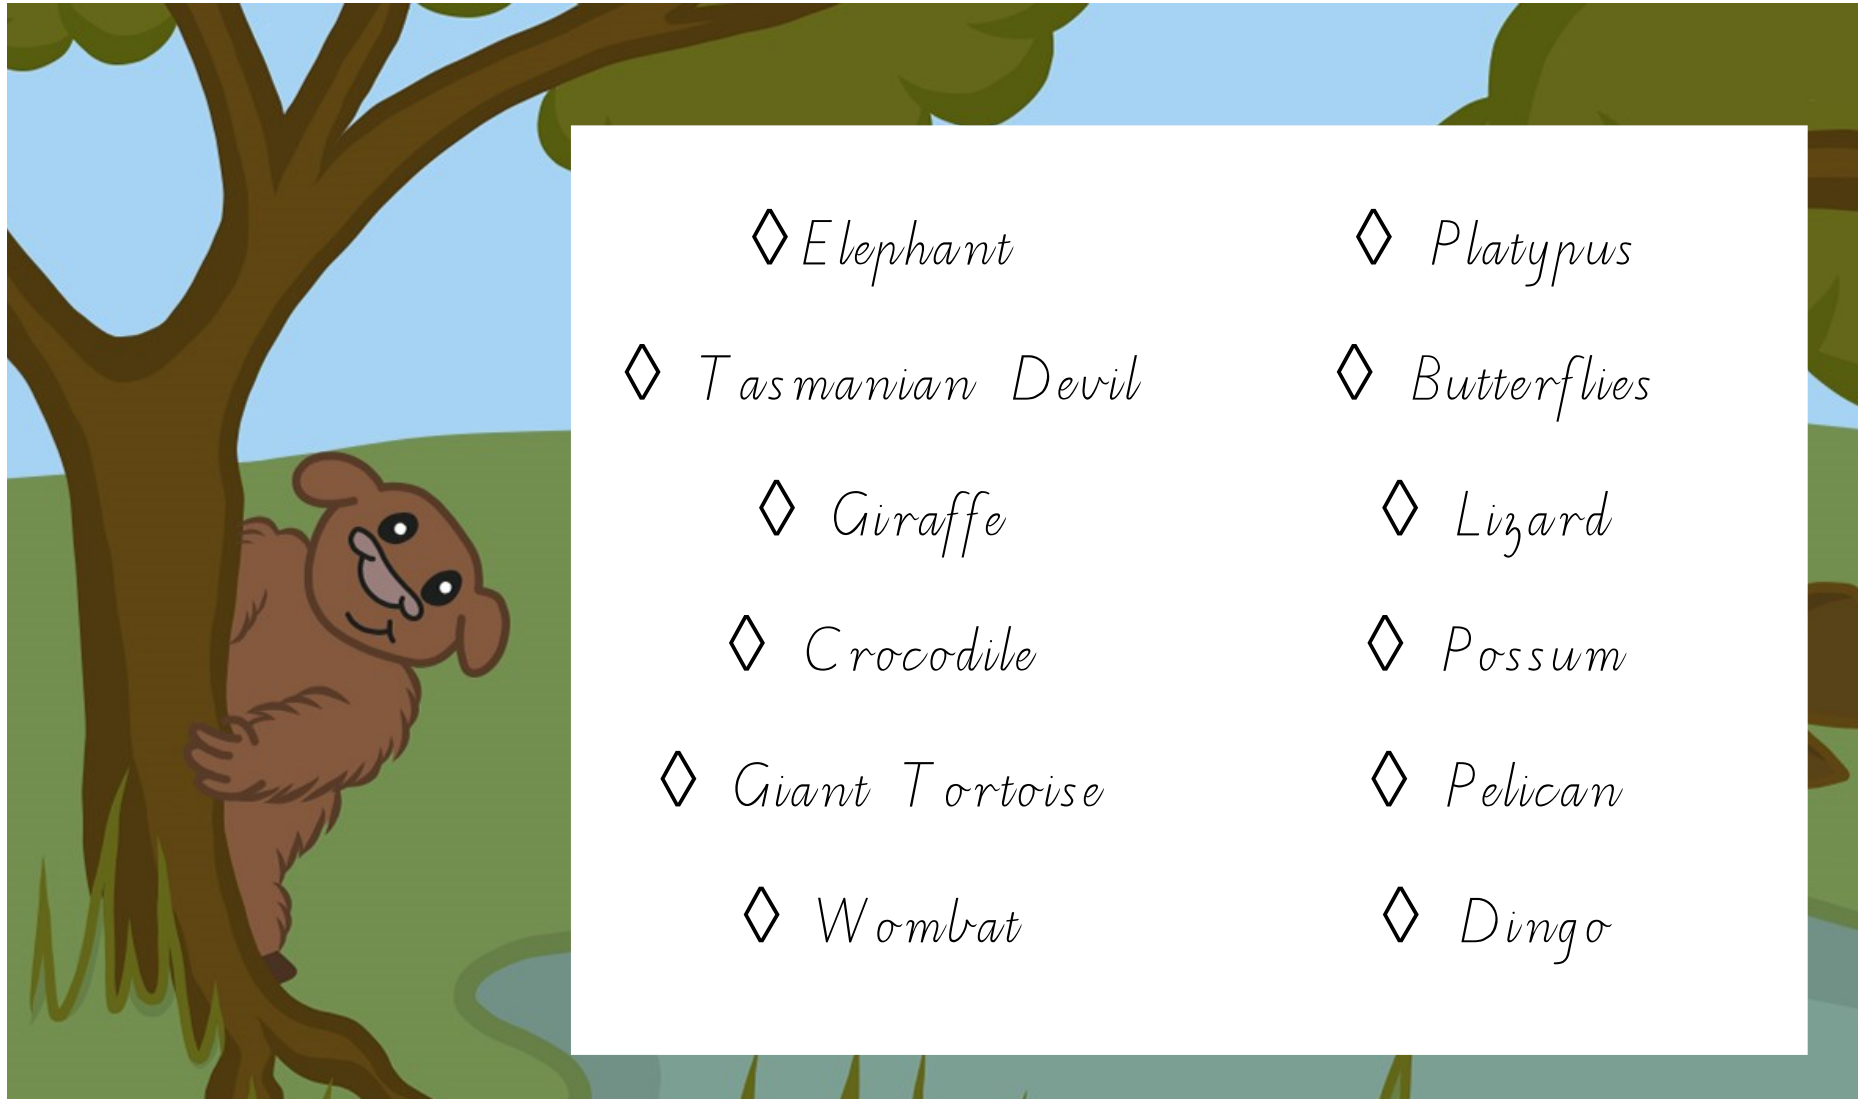 ◊ Elephant
◊ Tasmanian Devil
◊ Giraffe
◊ Crocodile
◊ Giant Tortoise
◊ Wombat
◊ Platypus
◊ Butterflies
◊ Lizard
◊ Possum
◊ Pelican
◊ Dingo